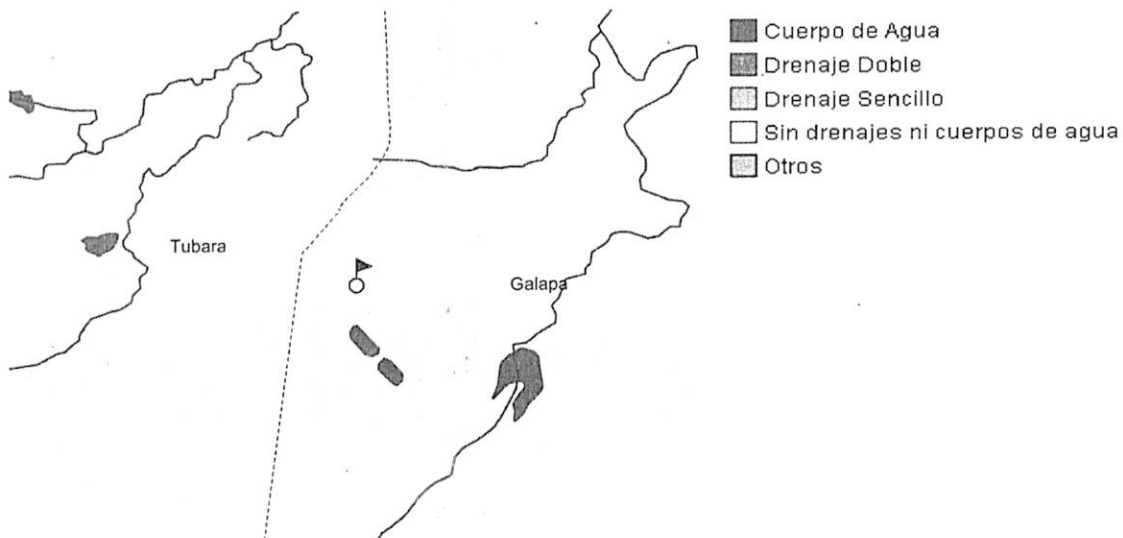 Cuerpo de Agua
Drenaje Doble
Drenaje Sencillo
Sin drenajes ni cuerpos de agua
Otros
Tubara
Galapa